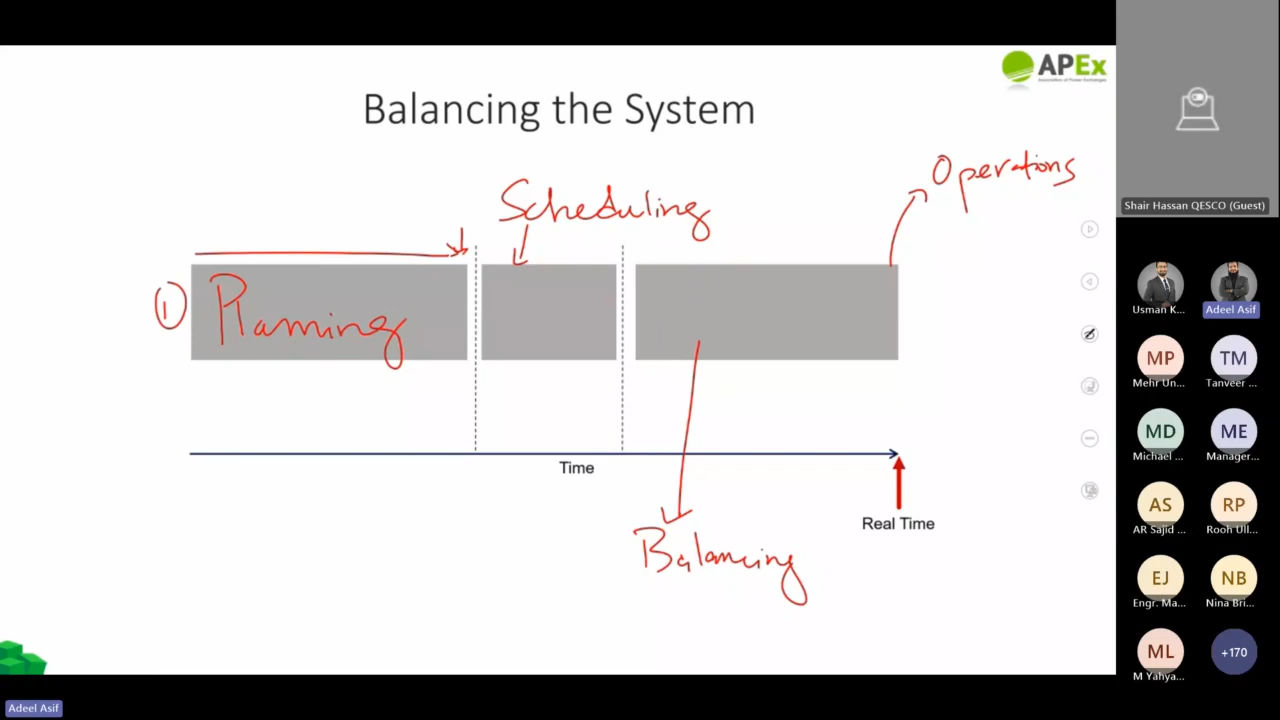 APEx
Balancing the System
Operations
Scheduling
① Planning
Time
Real Time
Balancing
Shair Hassan QESCO (Guest)
Usman K...
Adeel Asif
MP
TM
Mehr Un...
Tanveer ...
MD
ME
Michael ...
Manager...
AS
RP
AR Sajid ...
Rooh Ull...
EJ
NB
Engr. Ma...
Nina Bri...
ML
+170
M Yahya...
Adeel Asif